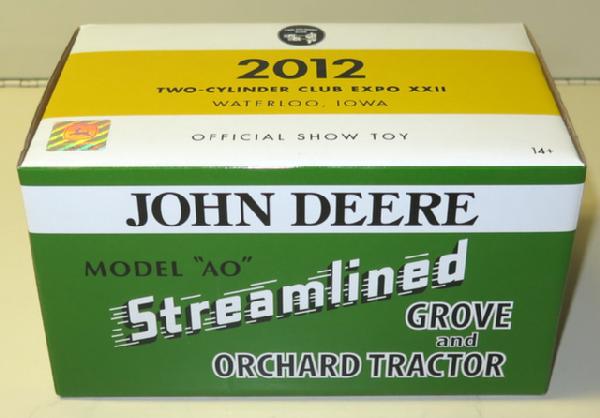 2012
TWO-CYLINDER CLUB EXPO XXII
WATERLOO, IOWA
OFFICIAL SHOW TOY
14+
JOHN DEERE
MODEL "AO"
Streamlined
GROVE
and
ORCHARD TRACTOR